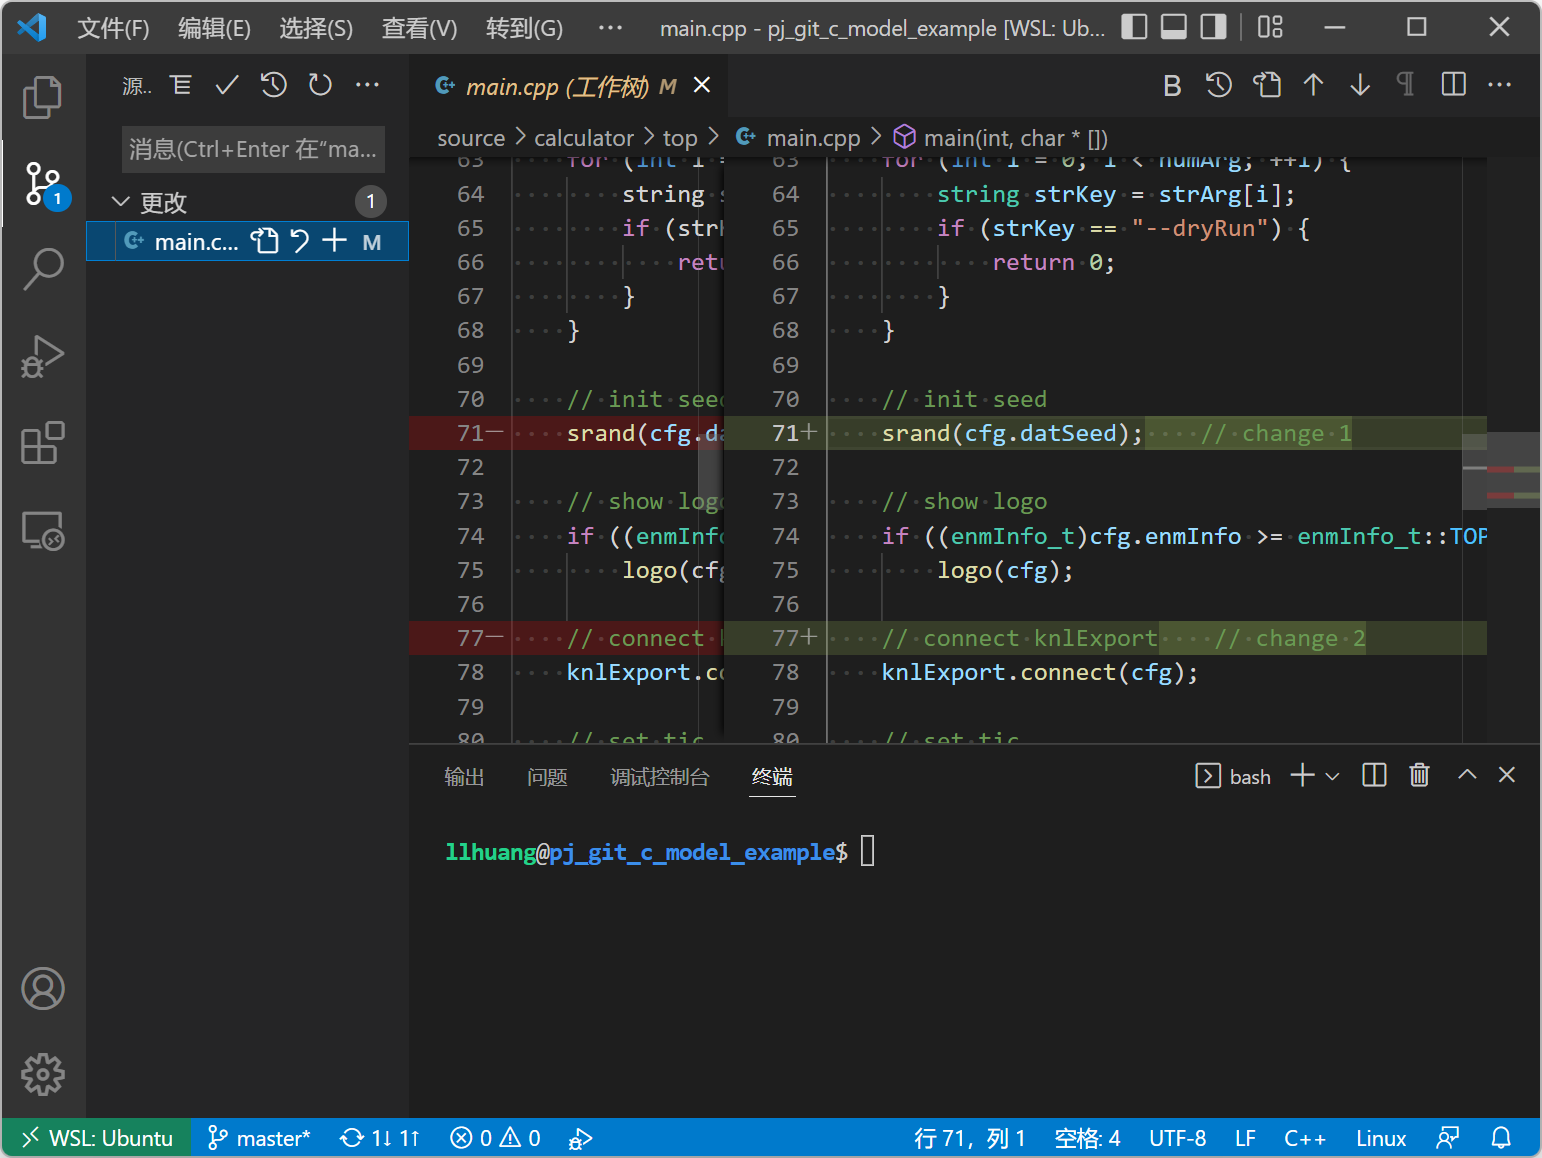 文件(F) 编辑(E) 选择(S) 查看(V) 转到(G) ··· main.cpp - pj_git_c_model_example [WSL: Ub...
源..
消息(Ctrl+Enter 在“ma...
更改 1
main.c... M
1
main.cpp (工作树) M
B
source > calculator > top > main.cpp > main(int, char * [])
63 for (int i =
64 string s
65 if (str
66 retu
67 }
68 }
69
70 // init seed
71— srand(cfg.da
72
73 // show logo
74 if ((enmInfo
75 logo(cfg
76
77— // connect
78 knlExport.co
79
80 // set tic
63 for (int i = 0; i < numArg; ++i) {
64 string strKey = strArg[i];
65 if (strKey == "--dryRun") {
66 return 0;
67 }
68 }
69
70 // init seed
71+ srand(cfg.datSeed);    // change 1
72
73 // show logo
74 if ((enmInfo_t)cfg.enmInfo >= enmInfo_t::TOP
75 logo(cfg);
76
77+ // connect knlExport    // change 2
78 knlExport.connect(cfg);
79
80 // set tic
输出 问题 调试控制台 终端 bash
llhuang@pj_git_c_model_example$
WSL: Ubuntu master* 1↓ 1↑ 0 0 行 71，列 1 空格: 4 UTF-8 LF C++ Linux